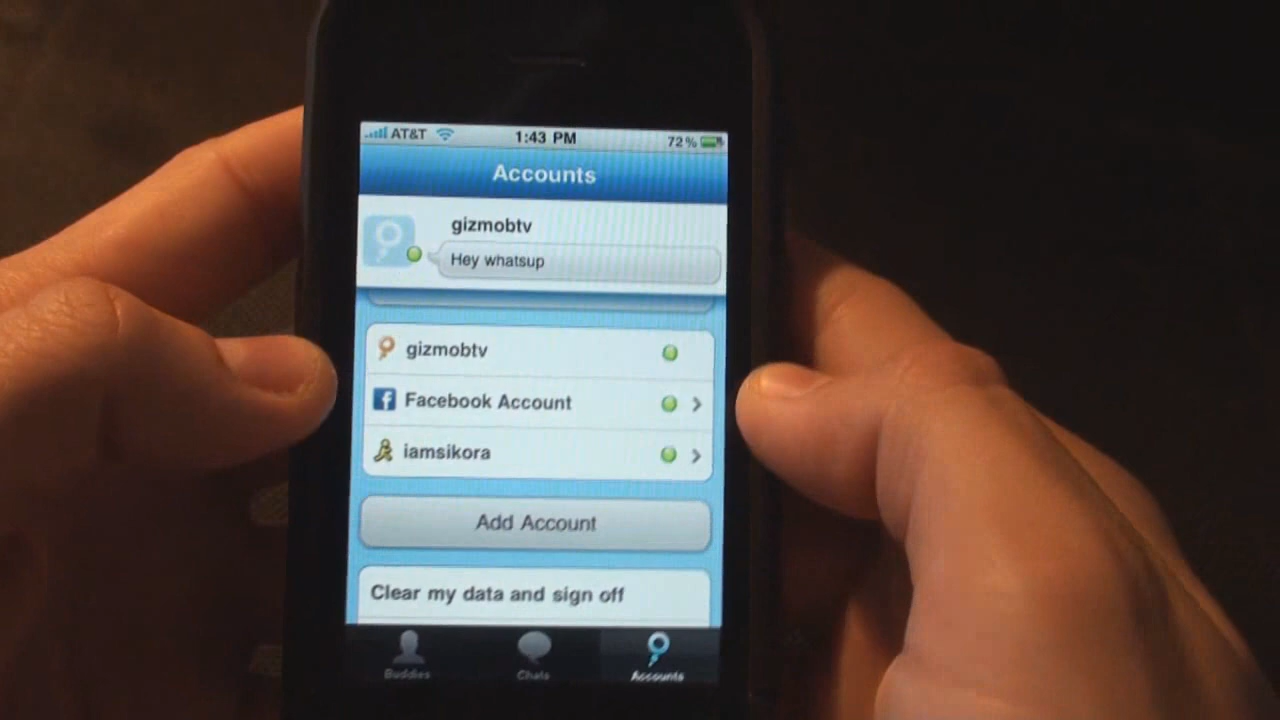 AT&T 1:43 PM 72%
Accounts
gizmobtv
Hey whatsup
gizmobtv
Facebook Account
iamsikora
Add Account
Clear my data and sign off
Buddies Chats Accounts